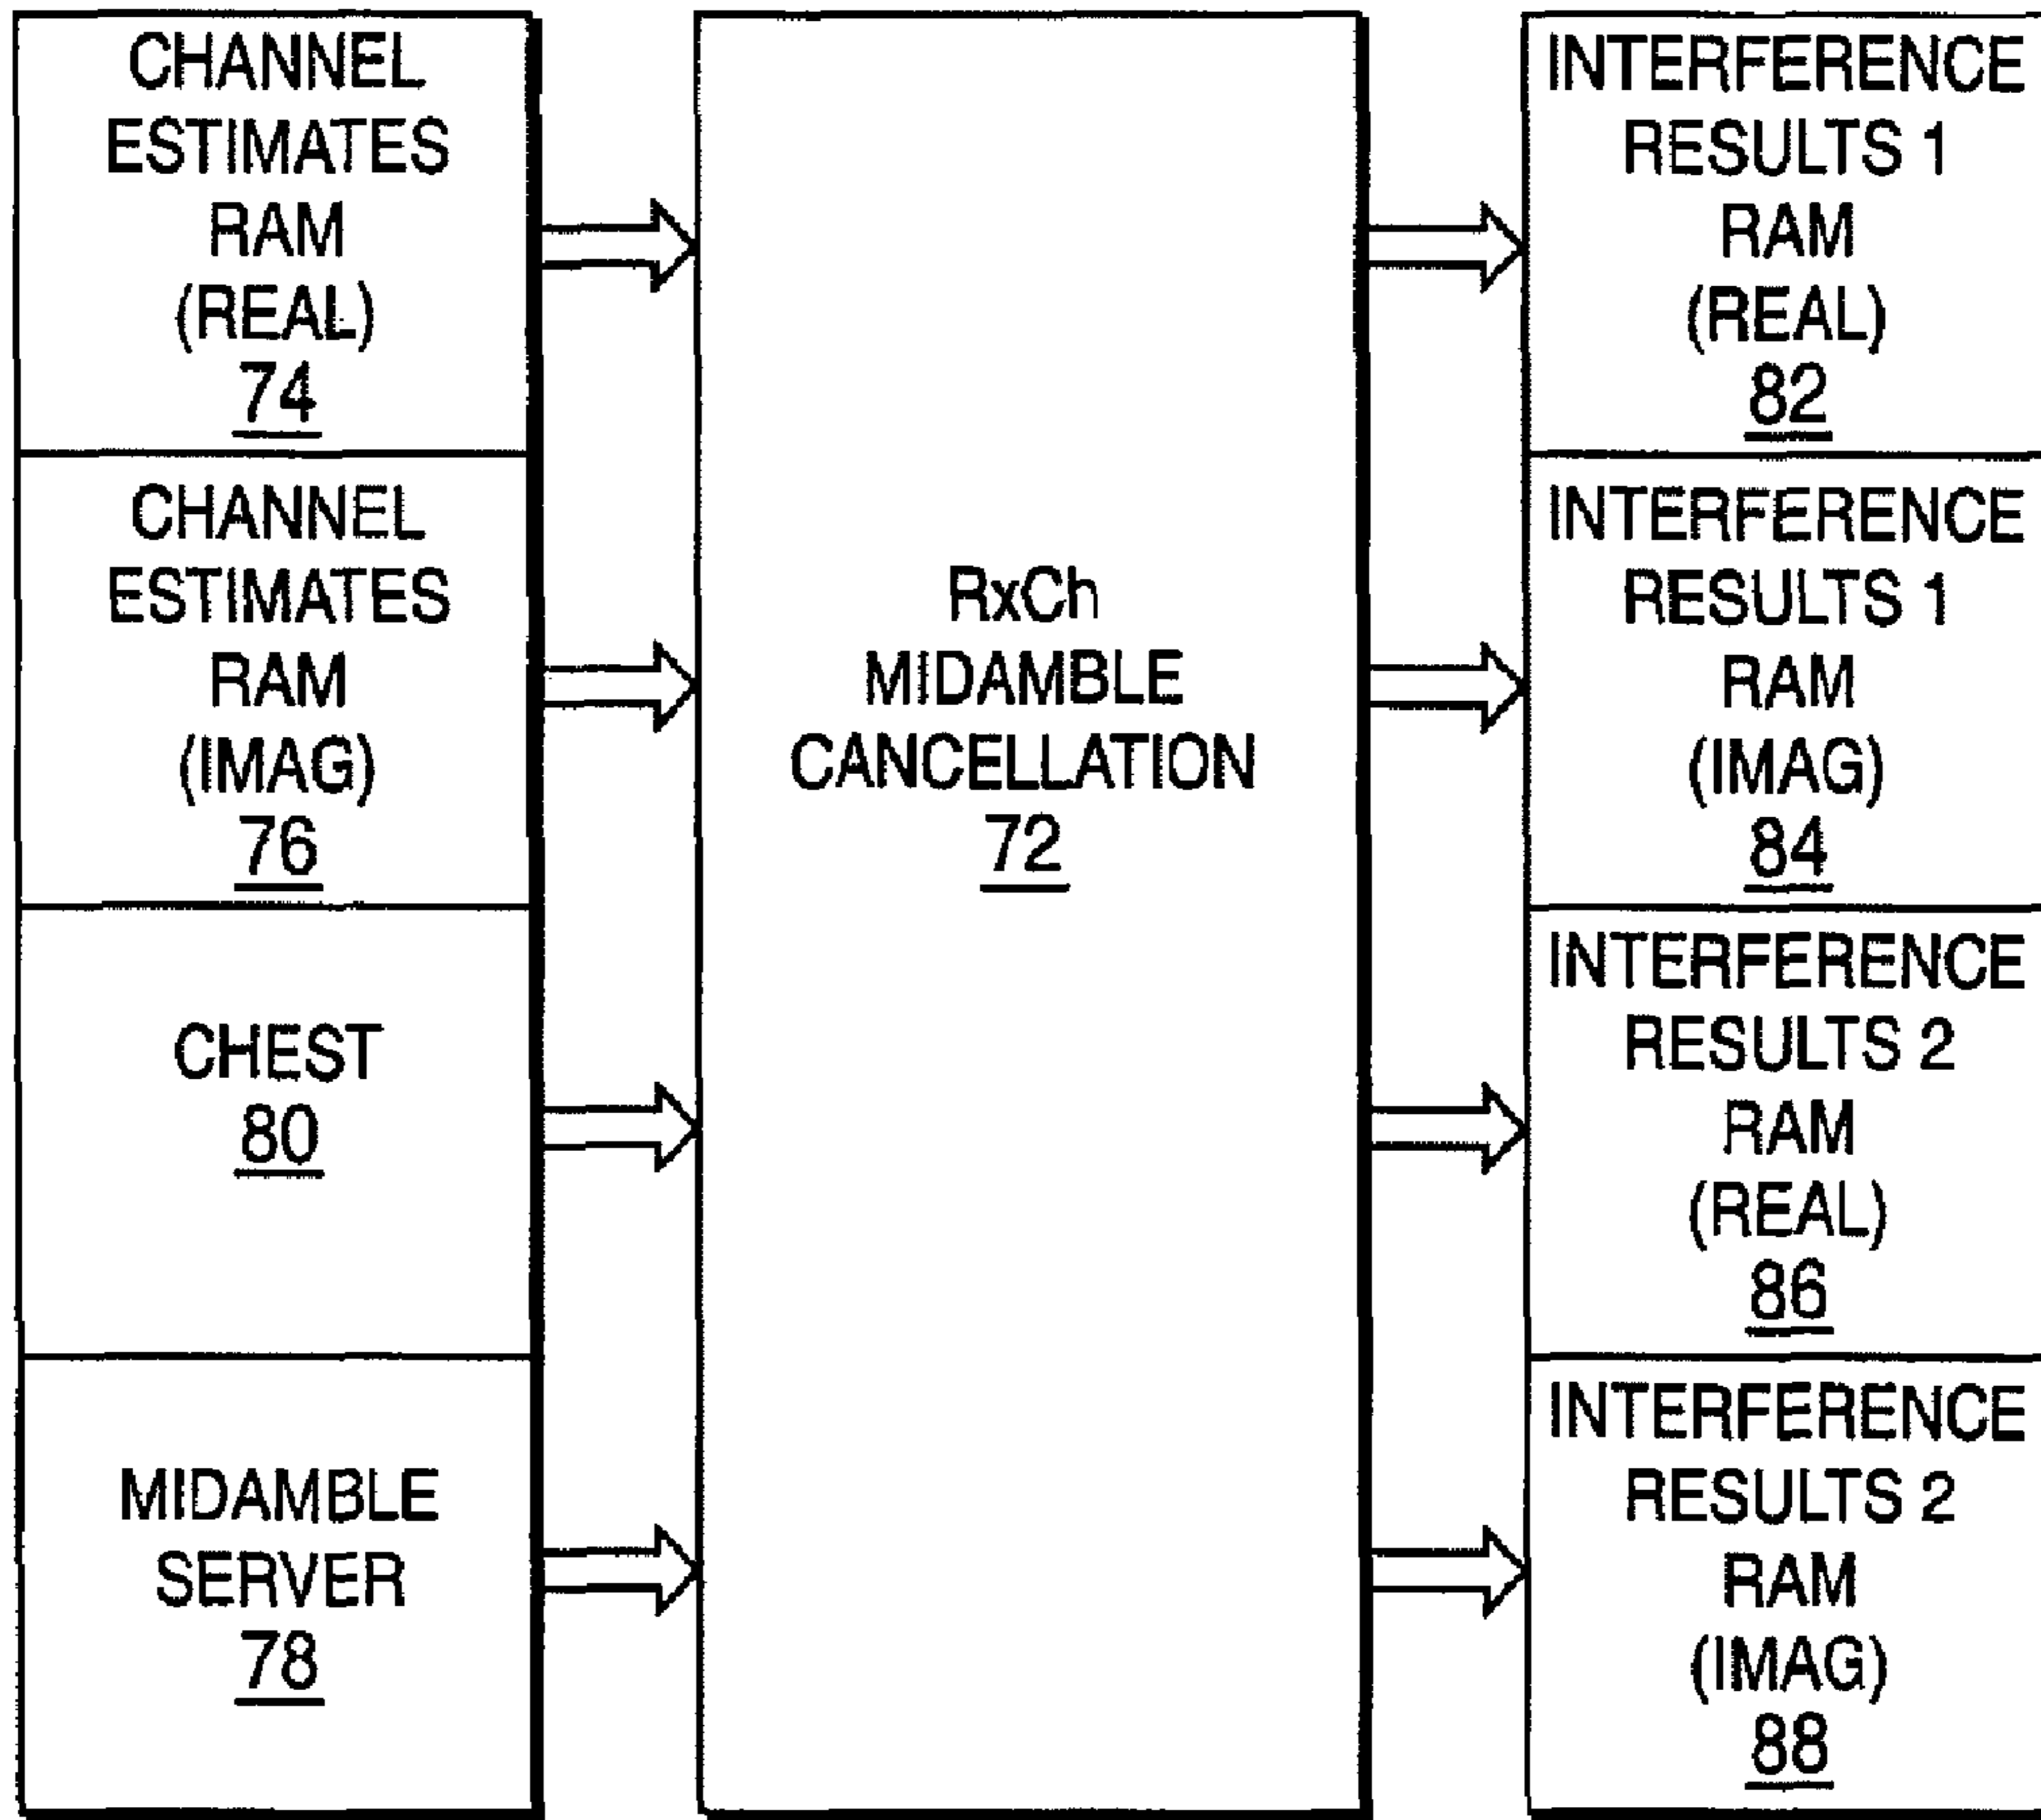 CHANNEL
ESTIMATES
RAM
(REAL)
74
CHANNEL
ESTIMATES
RAM
(IMAG)
76
CHEST
80
MIDAMBLE
SERVER
78
RxCh
MIDAMBLE
CANCELLATION
72
INTERFERENCE
RESULTS 1
RAM
(REAL)
82
INTERFERENCE
RESULTS 1
RAM
(IMAG)
84
INTERFERENCE
RESULTS 2
RAM
(REAL)
86
INTERFERENCE
RESULTS 2
RAM
(IMAG)
88